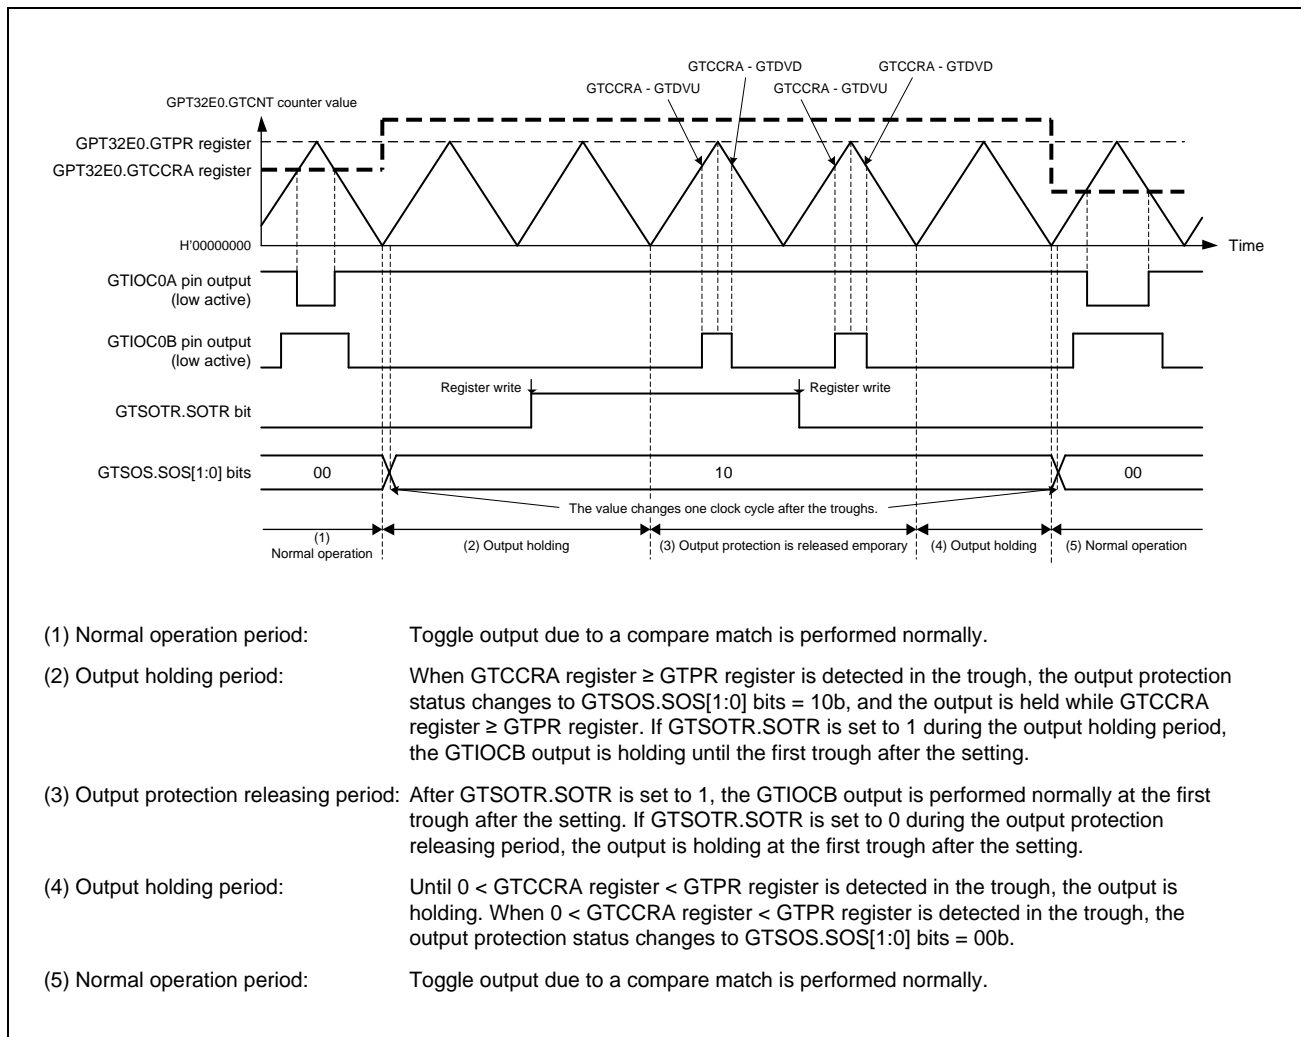 GTCCRA - GTDVD
GTCCRA - GTDVD
GTCCRA - GTDVU
GTCCRA - GTDVU
GPT32E0.GTCNT counter value
GPT32E0.GTPR register
GPT32E0.GTCCRA register
H'00000000
Time
GTIOC0A pin output
(low active)
GTIOC0B pin output
(low active)
Register write
Register write
GTSOTR.SOTR bit
GTSOS.SOS[1:0] bits
00
10
00
The value changes one clock cycle after the troughs.
(1)
Normal operation
(2) Output holding
(3) Output protection is released emporary
(4) Output holding
(5) Normal operation
(1) Normal operation period: Toggle output due to a compare match is performed normally.
(2) Output holding period: When GTCCRA register ≥ GTPR register is detected in the trough, the output protection
status changes to GTSOS.SOS[1:0] bits = 10b, and the output is held while GTCCRA
register ≥ GTPR register. If GTSOTR.SOTR is set to 1 during the output holding period,
the GTIOCB output is holding until the first trough after the setting.
(3) Output protection releasing period: After GTSOTR.SOTR is set to 1, the GTIOCB output is performed normally at the first
trough after the setting. If GTSOTR.SOTR is set to 0 during the output protection
releasing period, the output is holding at the first trough after the setting.
(4) Output holding period: Until 0 < GTCCRA register < GTPR register is detected in the trough, the output is
holding. When 0 < GTCCRA register < GTPR register is detected in the trough, the
output protection status changes to GTSOS.SOS[1:0] bits = 00b.
(5) Normal operation period: Toggle output due to a compare match is performed normally.